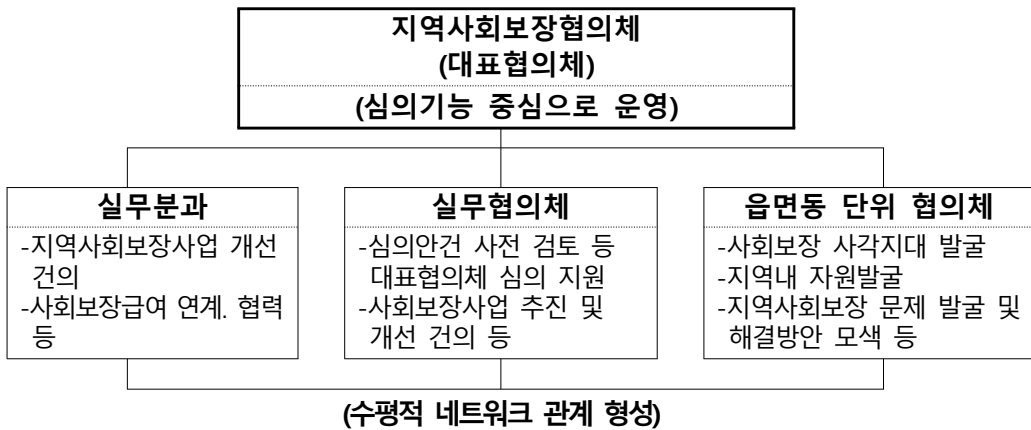 지역사회보장협의체
(대표협의체)
(심의기능 중심으로 운영)
실무분과
-지역사회보장사업 개선
건의
-사회보장급여 연계. 협력
등
실무협의체
-심의안건 사전 검토 등
대표협의체 심의 지원
-사회보장사업 추진 및
개선 건의 등
읍면동 단위 협의체
-사회보장 사각지대 발굴
-지역내 자원발굴
-지역사회보장 문제 발굴 및
해결방안 모색 등
(수평적 네트워크 관계 형성)